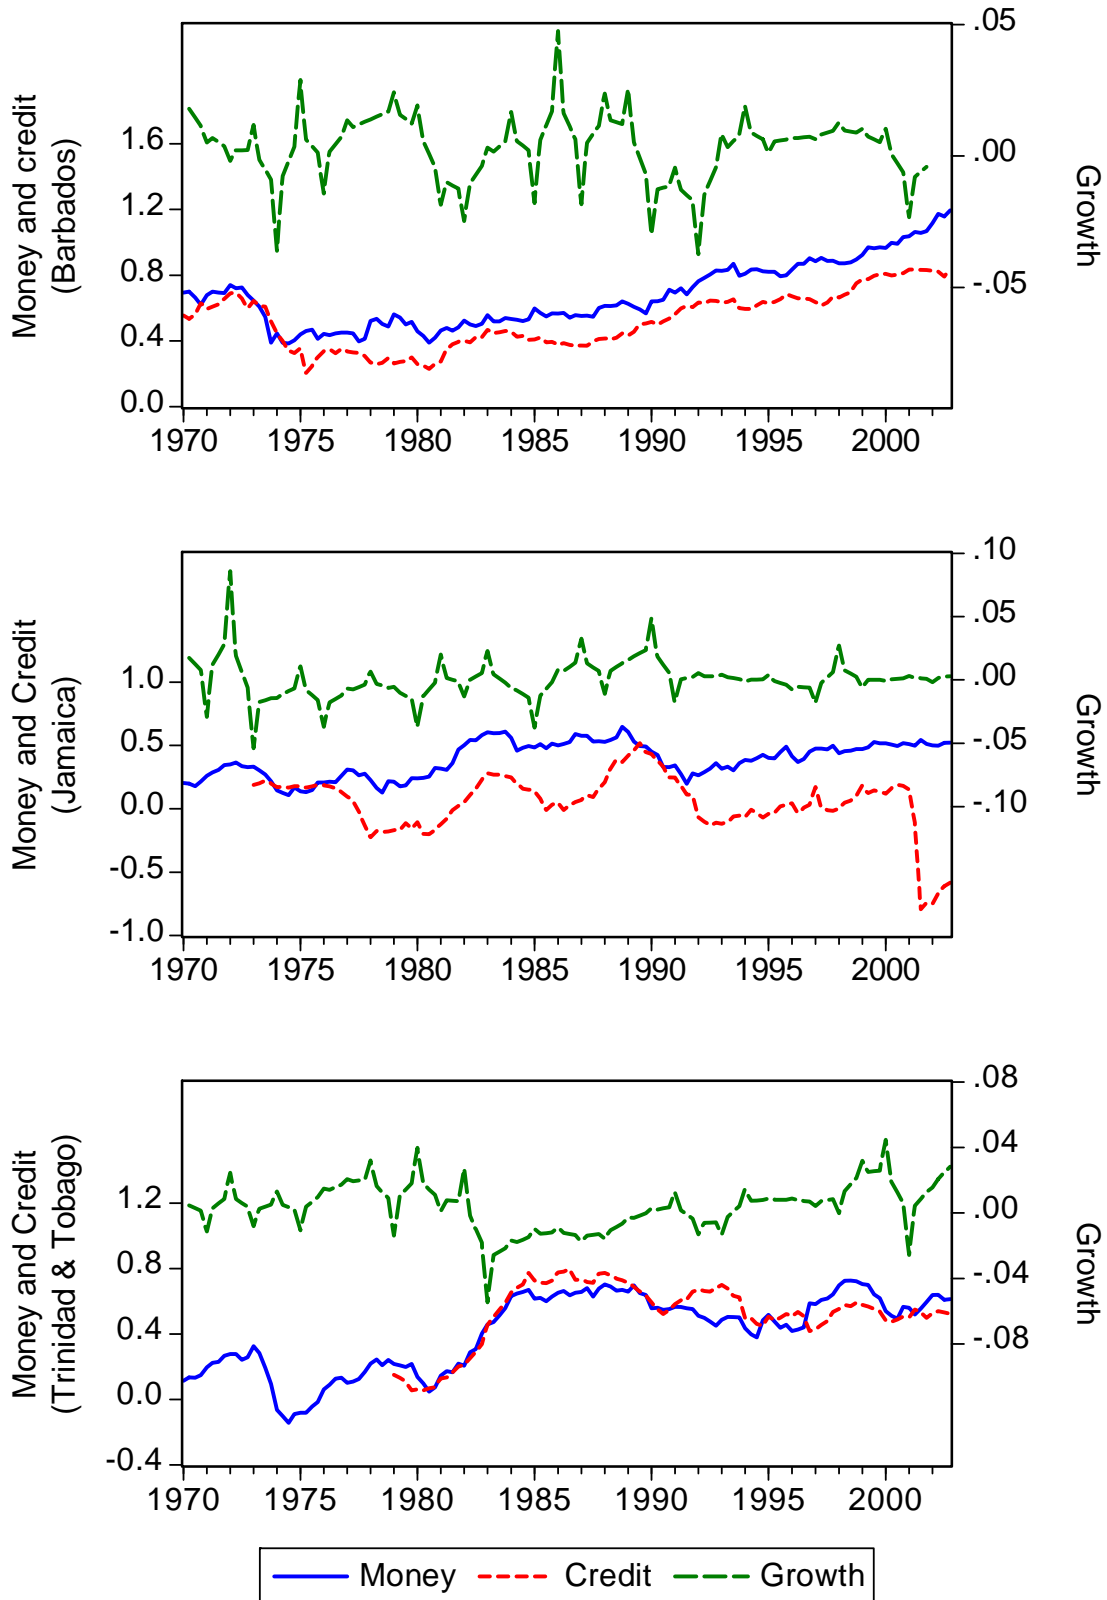 Money and credit
(Barbados)
1.6
1.2
0.8
0.4
0.0
.05
.00
-.05
Growth
1970 1975 1980 1985 1990 1995 2000
Money and Credit
(Jamaica)
1.0
0.5
0.0
-0.5
-1.0
.10
.05
.00
-.05
-.10
Growth
1970 1975 1980 1985 1990 1995 2000
Money and Credit
(Trinidad & Tobago)
1.2
0.8
0.4
0.0
-0.4
.08
.04
.00
-.04
-.08
Growth
1970 1975 1980 1985 1990 1995 2000
Money Credit Growth